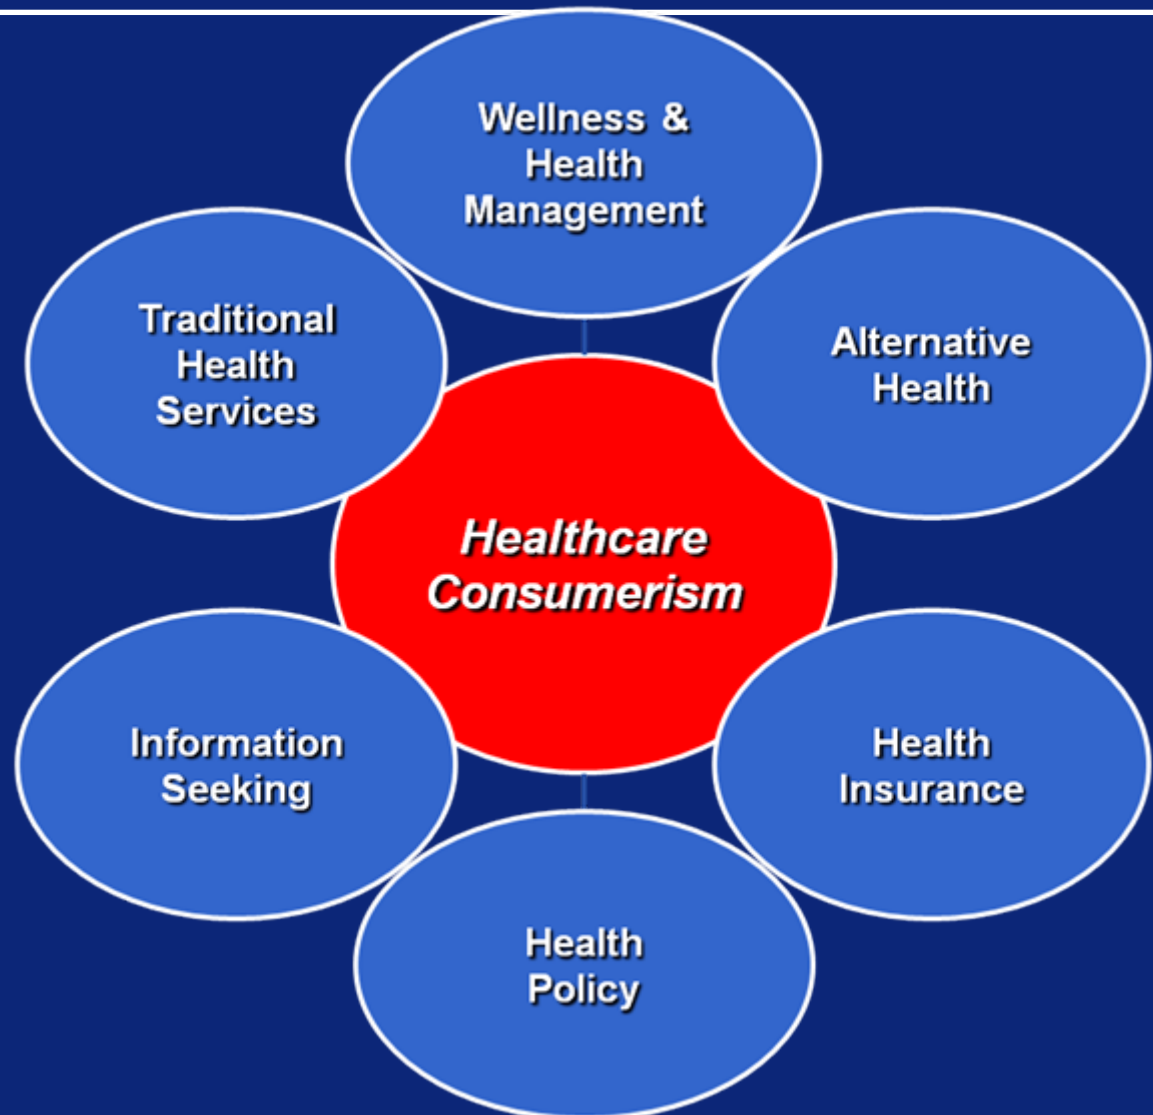 Wellness &
Health
Management
Traditional
Health
Services
Alternative
Health
Healthcare
Consumerism
Information
Seeking
Health
Insurance
Health
Policy